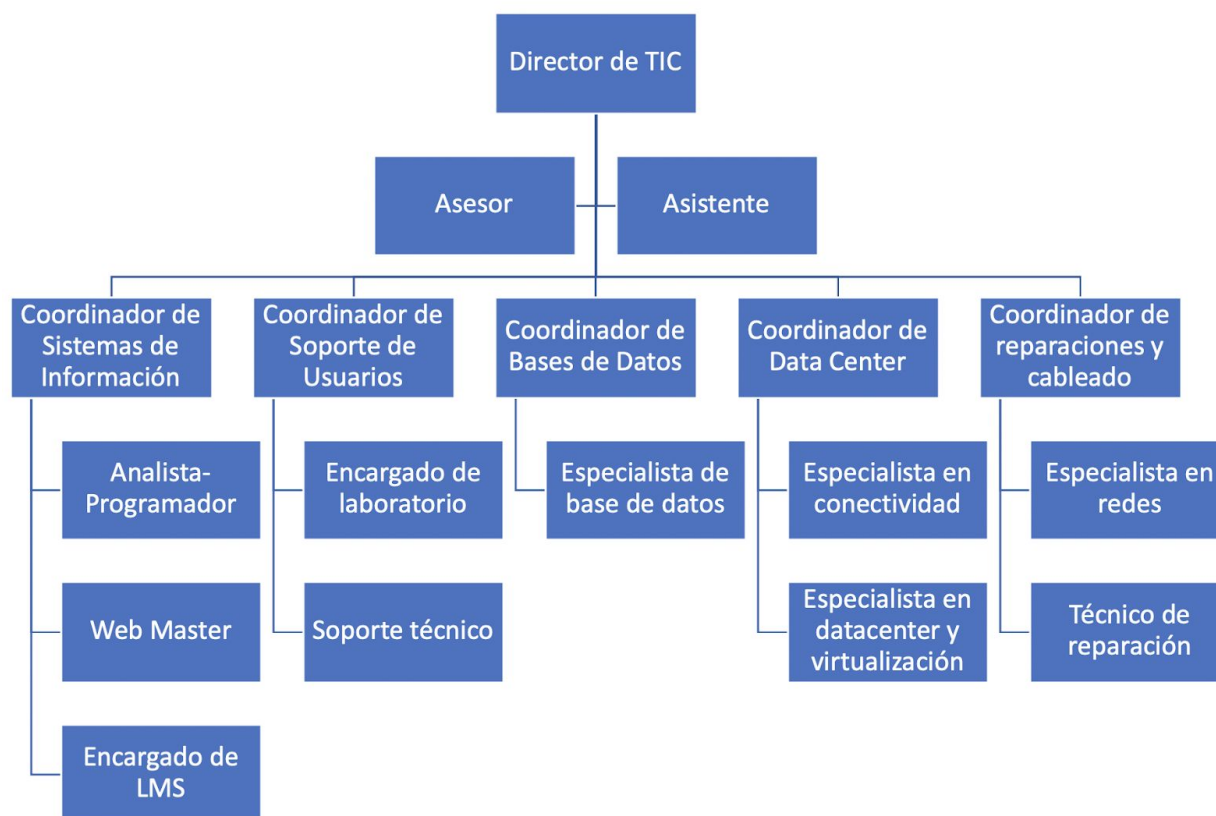 Director de TIC
Asesor
Asistente
Coordinador de
Sistemas de
Información
Coordinador de
Soporte de
Usuarios
Coordinador de
Bases de Datos
Coordinador de
Data Center
Coordinador de
reparaciones y
cableado
Analista-
Programador
Encargado de
laboratorio
Especialista de
base de datos
Especialista en
conectividad
Especialista en
redes
Web Master
Soporte técnico
Especialista en
datacenter y
virtualización
Técnico de
reparación
Encargado de
LMS